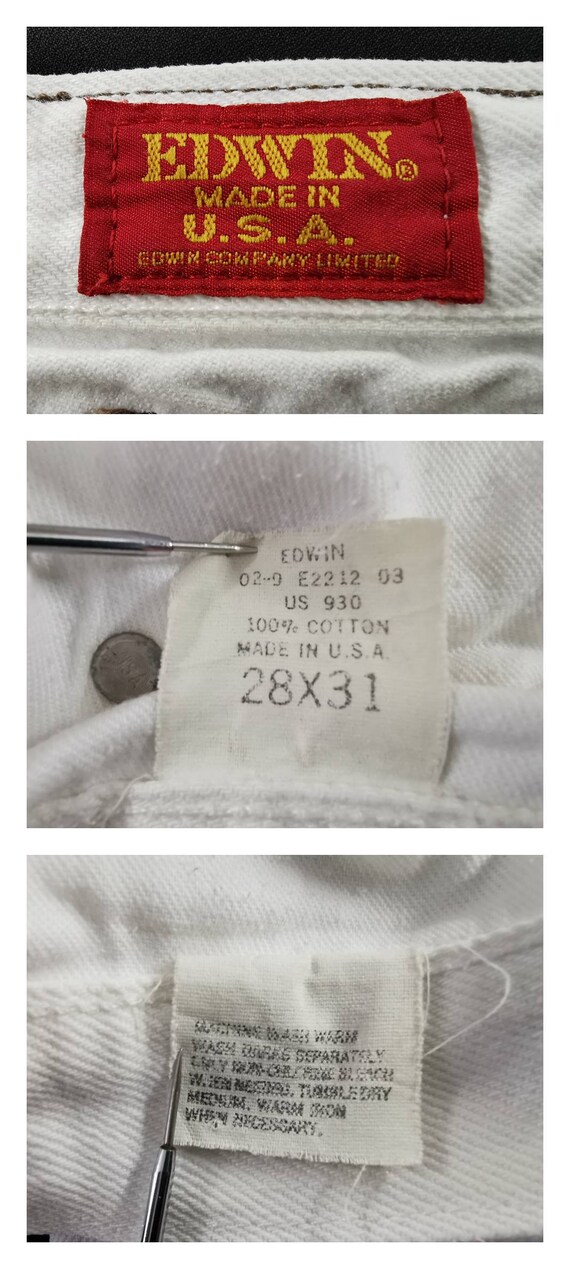 EDWIN®
MADE IN
U.S.A.
EDWIN COMPANY LIMITED
EDWIN
02-0 E2212 03
US 930
100% COTTON
MADE IN U.S.A.
28X31
MACHINE WASH WARM
WASH DARKS SEPARATELY
ONLY NON-CHLORINE BLEACH
WHEN NEEDED. TUMBLE DRY
MEDIUM. WARM IRON
WHEN NECESSARY.